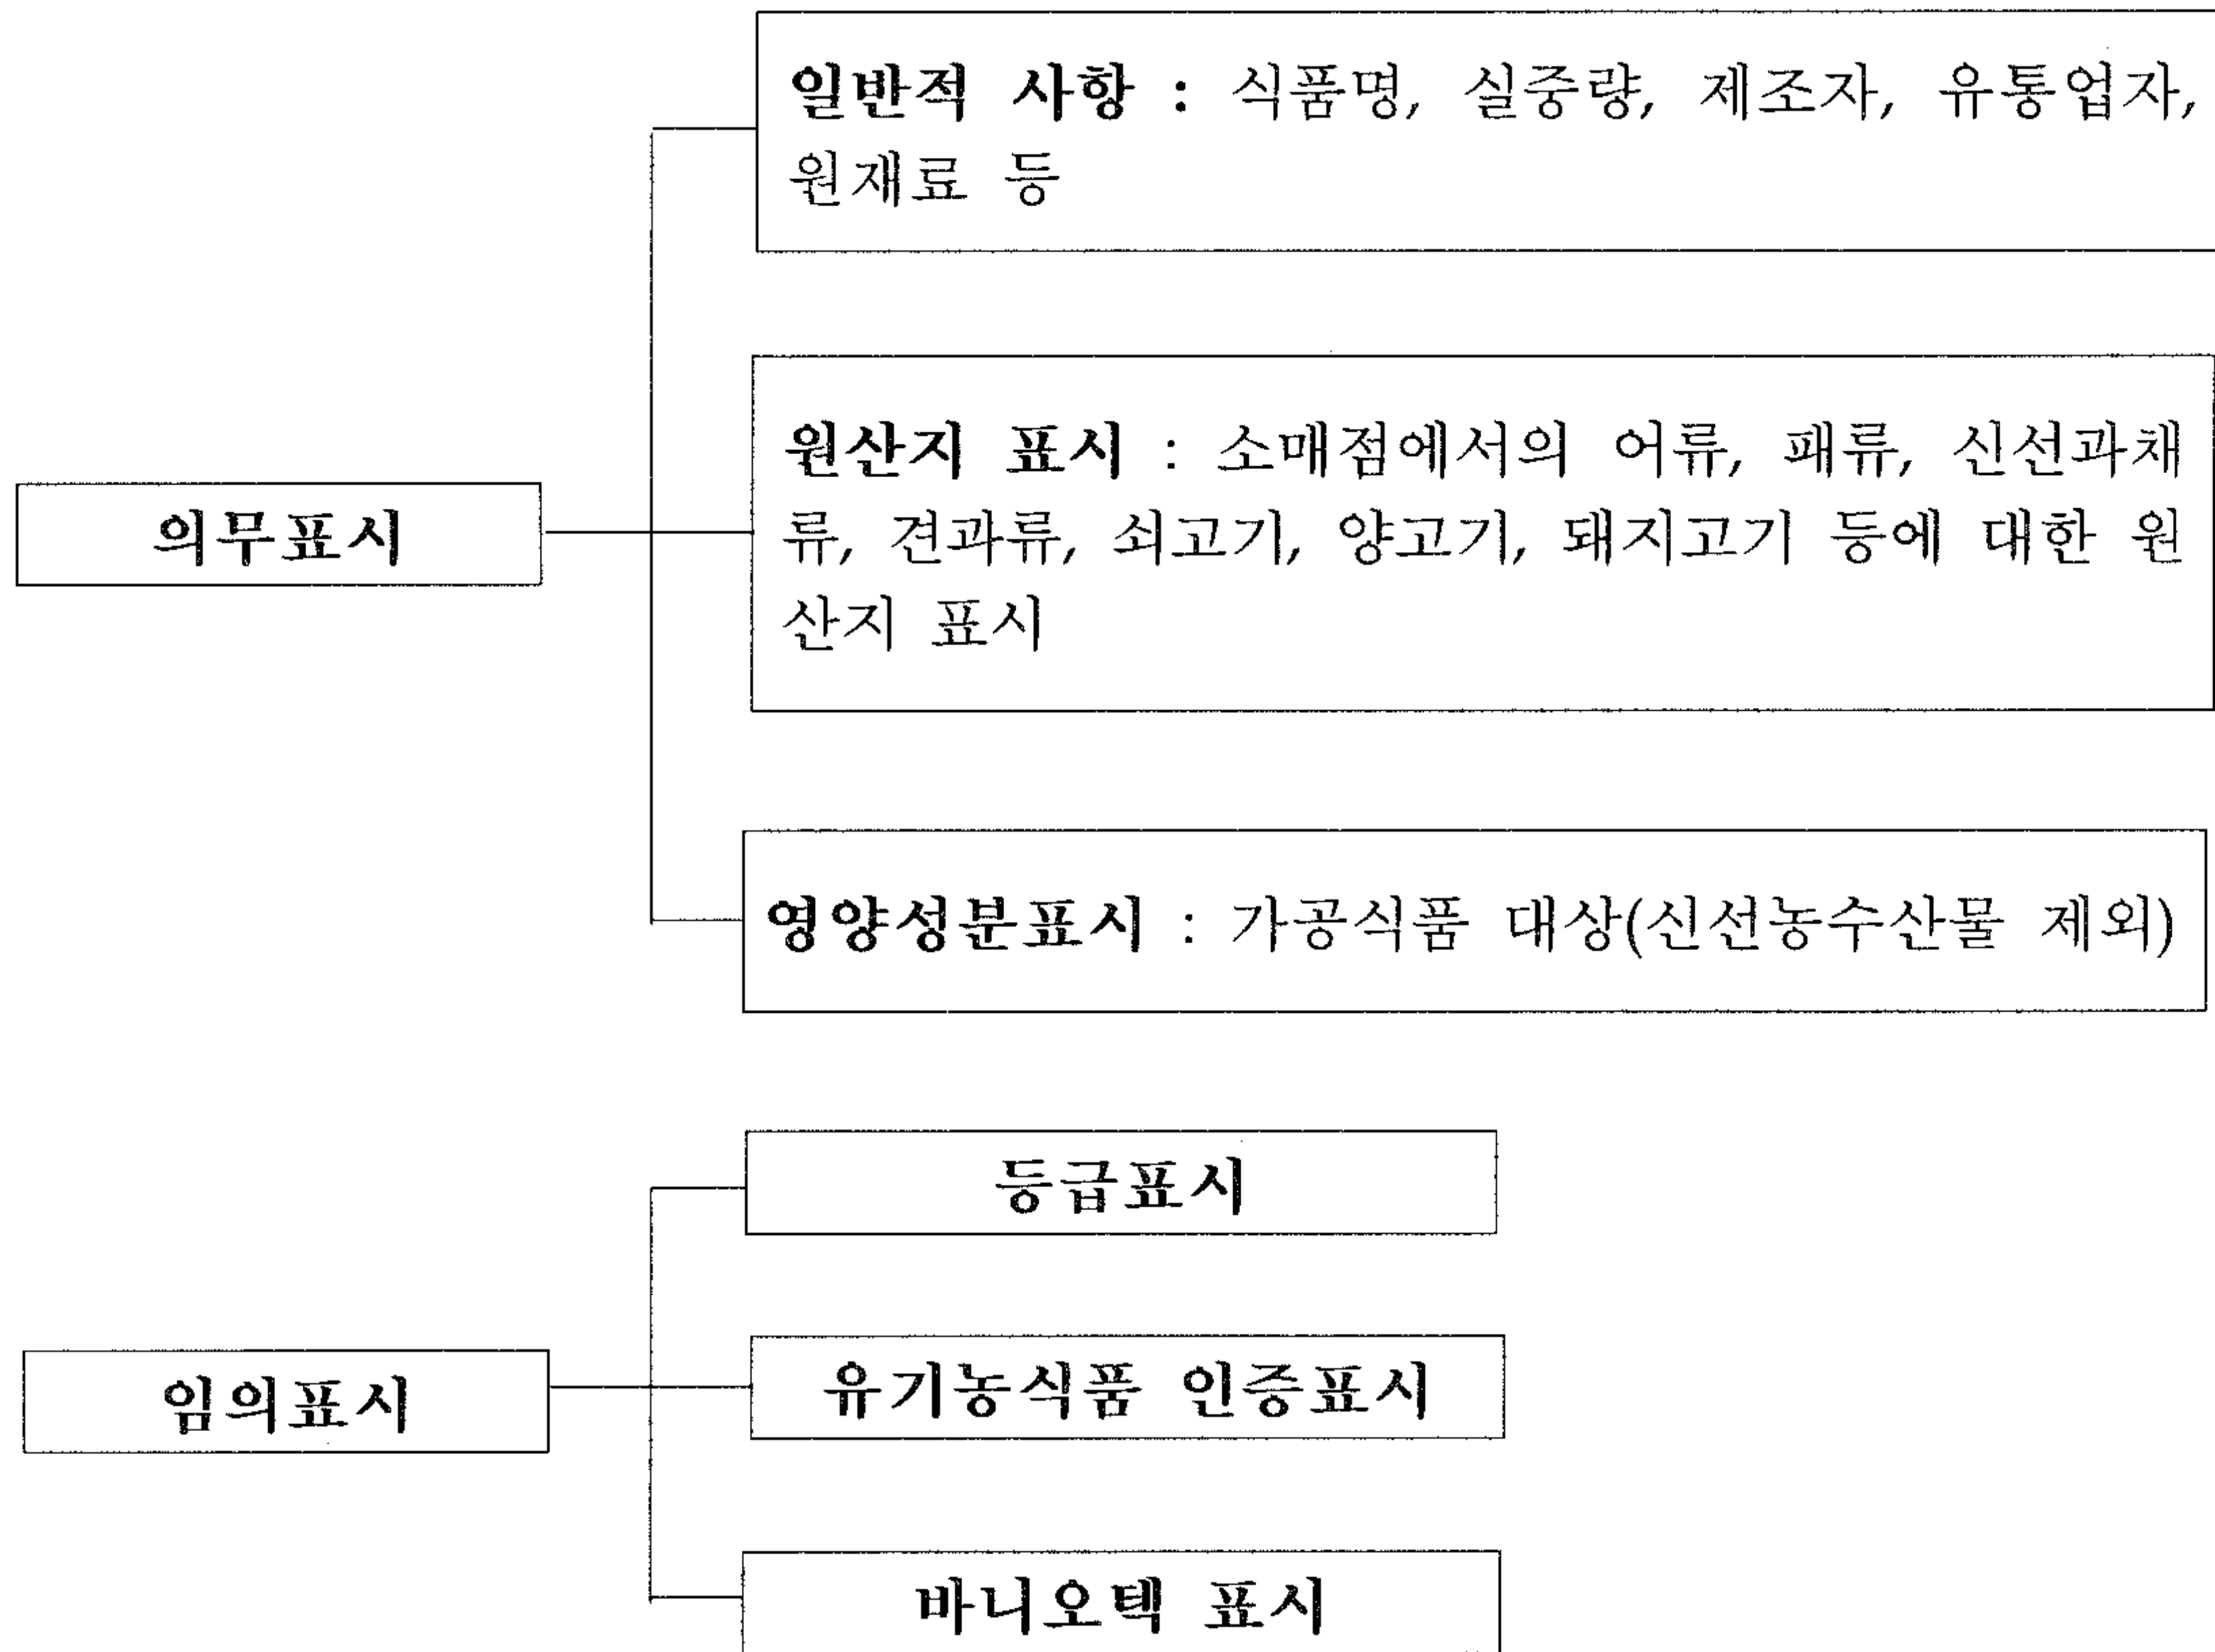 일반적 사항 : 식품명, 실중량, 제조자, 유통업자,
원재료 등
의무표시
원산지 표시 : 소매점에서의 어류, 패류, 신선과채
류, 견과류, 쇠고기, 양고기, 돼지고기 등에 대한 원
산지 표시
영양성분표시 : 가공식품 대상(신선농수산물 제외)
등급표시
임의표시
유기농식품 인증표시
바니오텍 표시